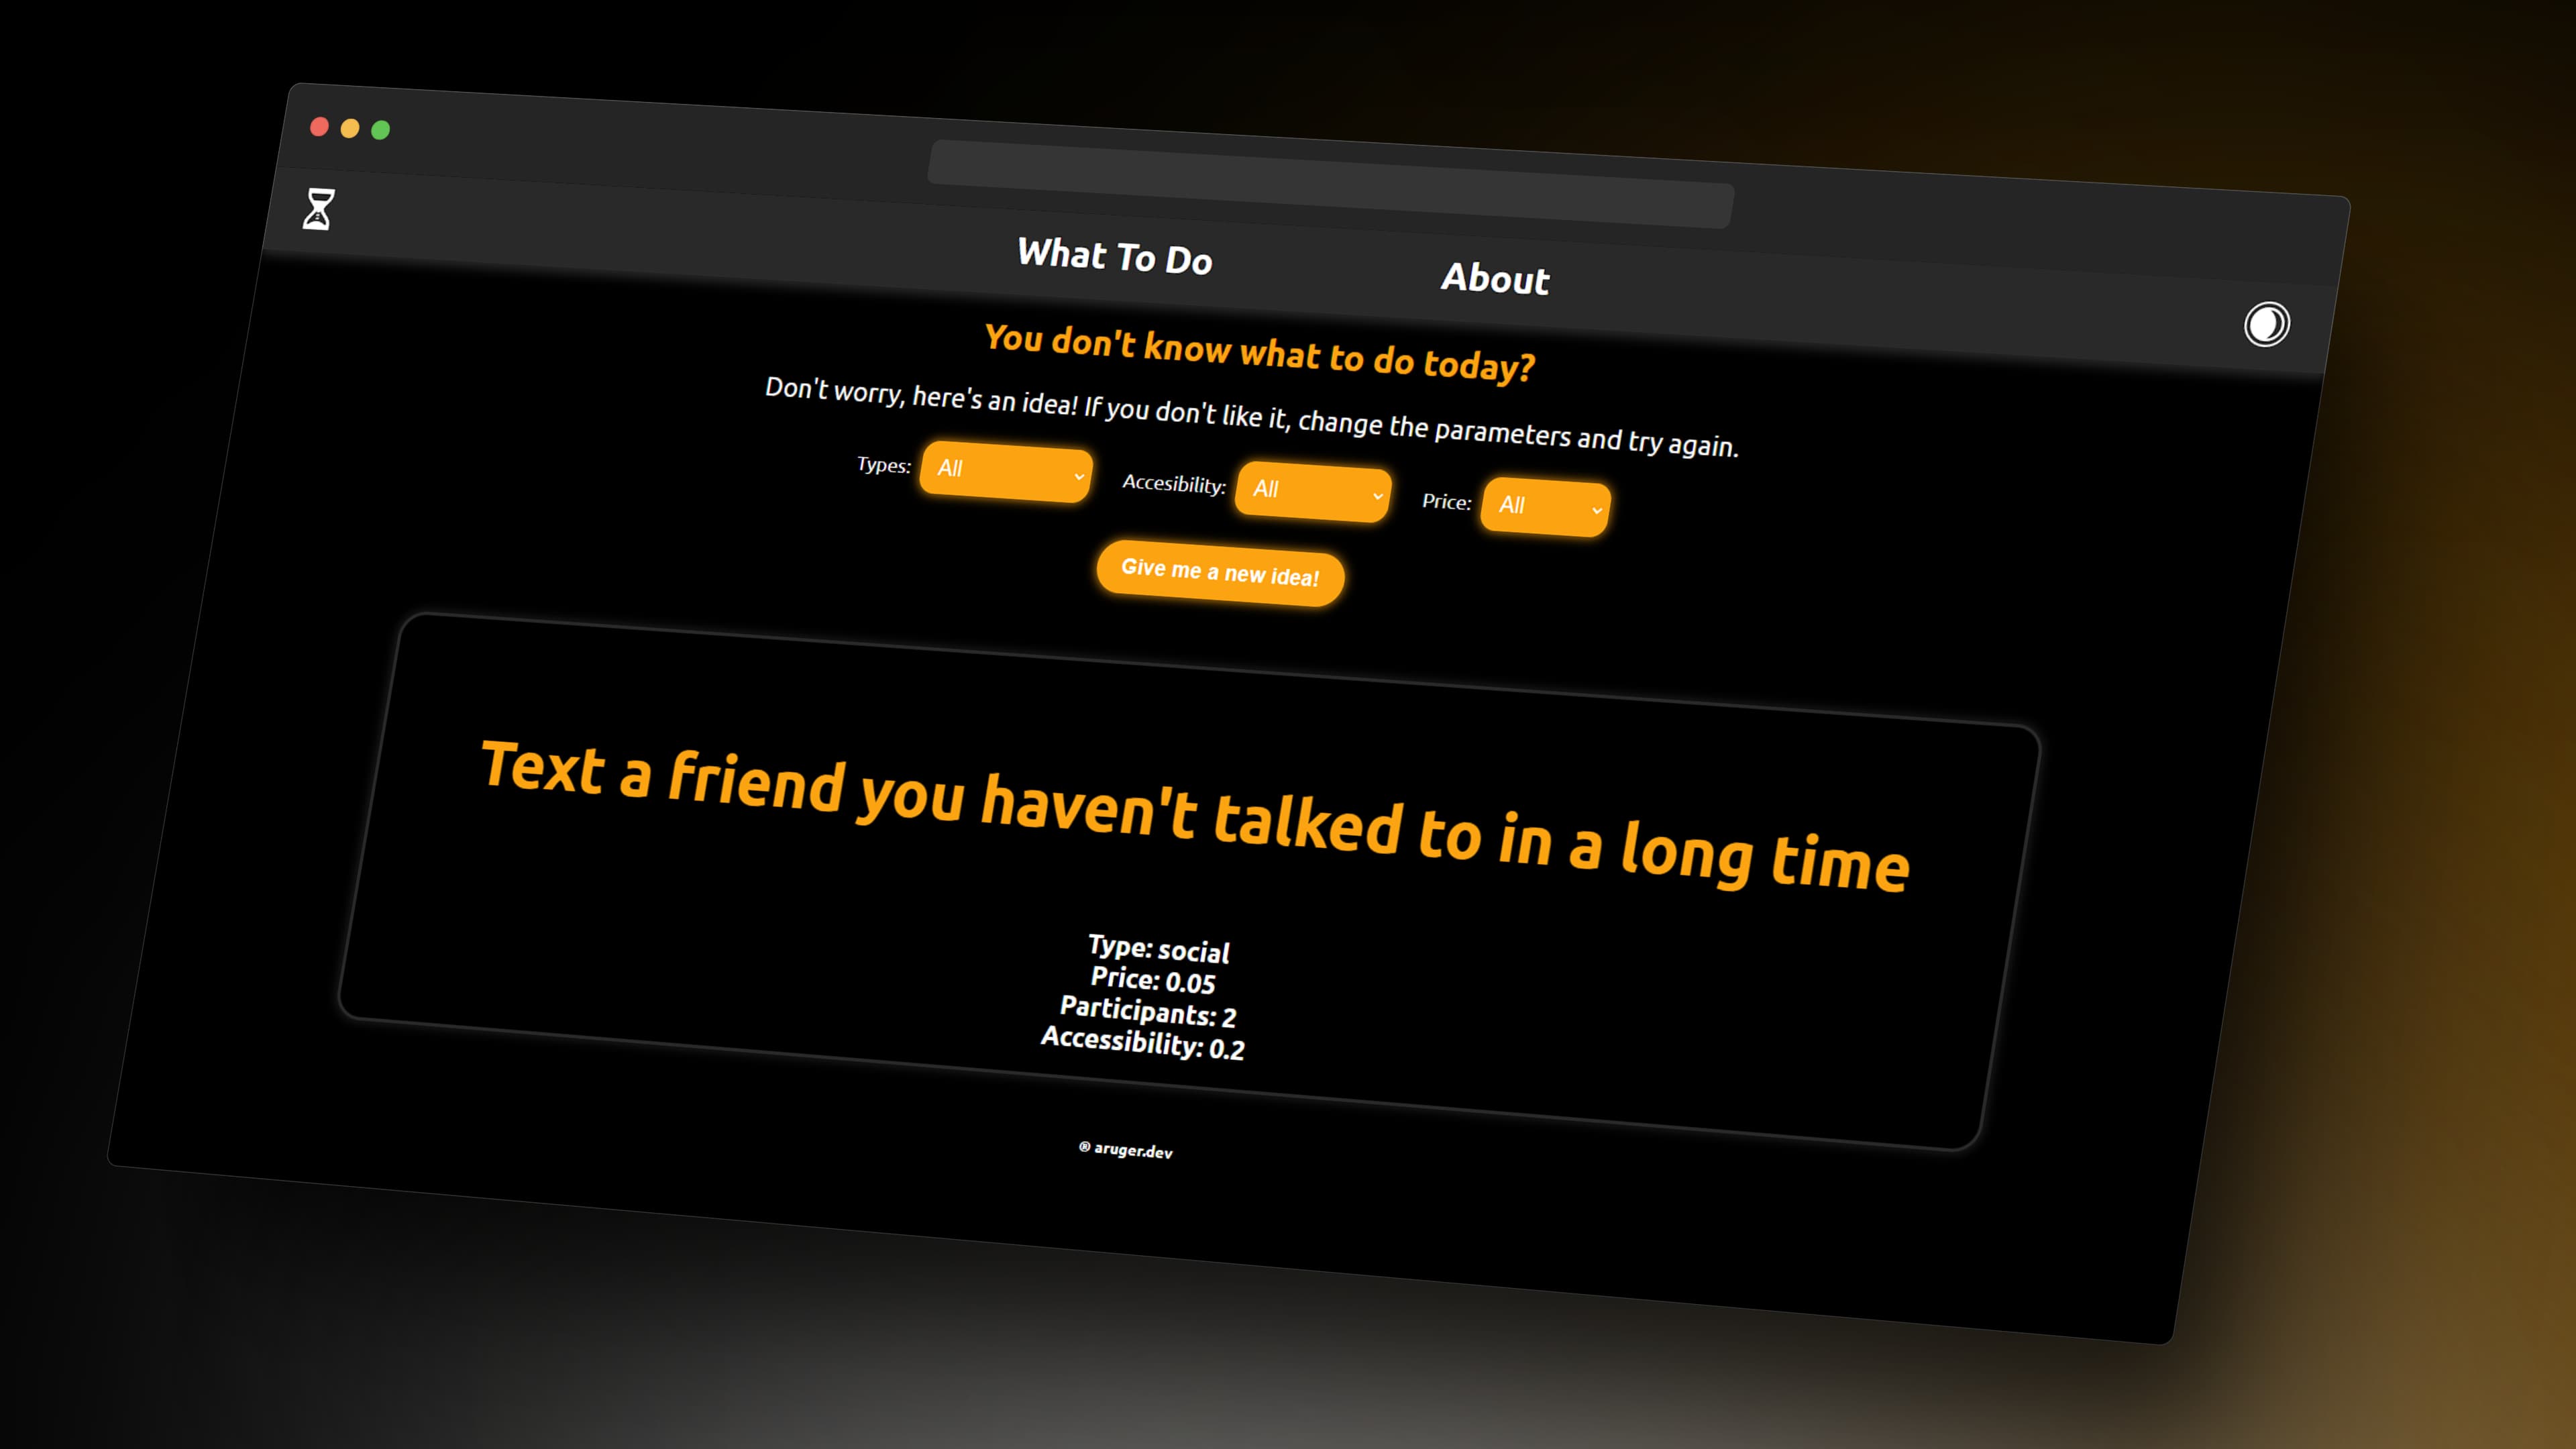 What To Do
About
You don't know what to do today?
Don't worry, here's an idea! If you don't like it, change the parameters and try again.
Types: All Accesibility: All Price: All
Give me a new idea!
Text a friend you haven't talked to in a long time
Type: social
Price: 0.05
Participants: 2
Accessibility: 0.2
® aruger.dev